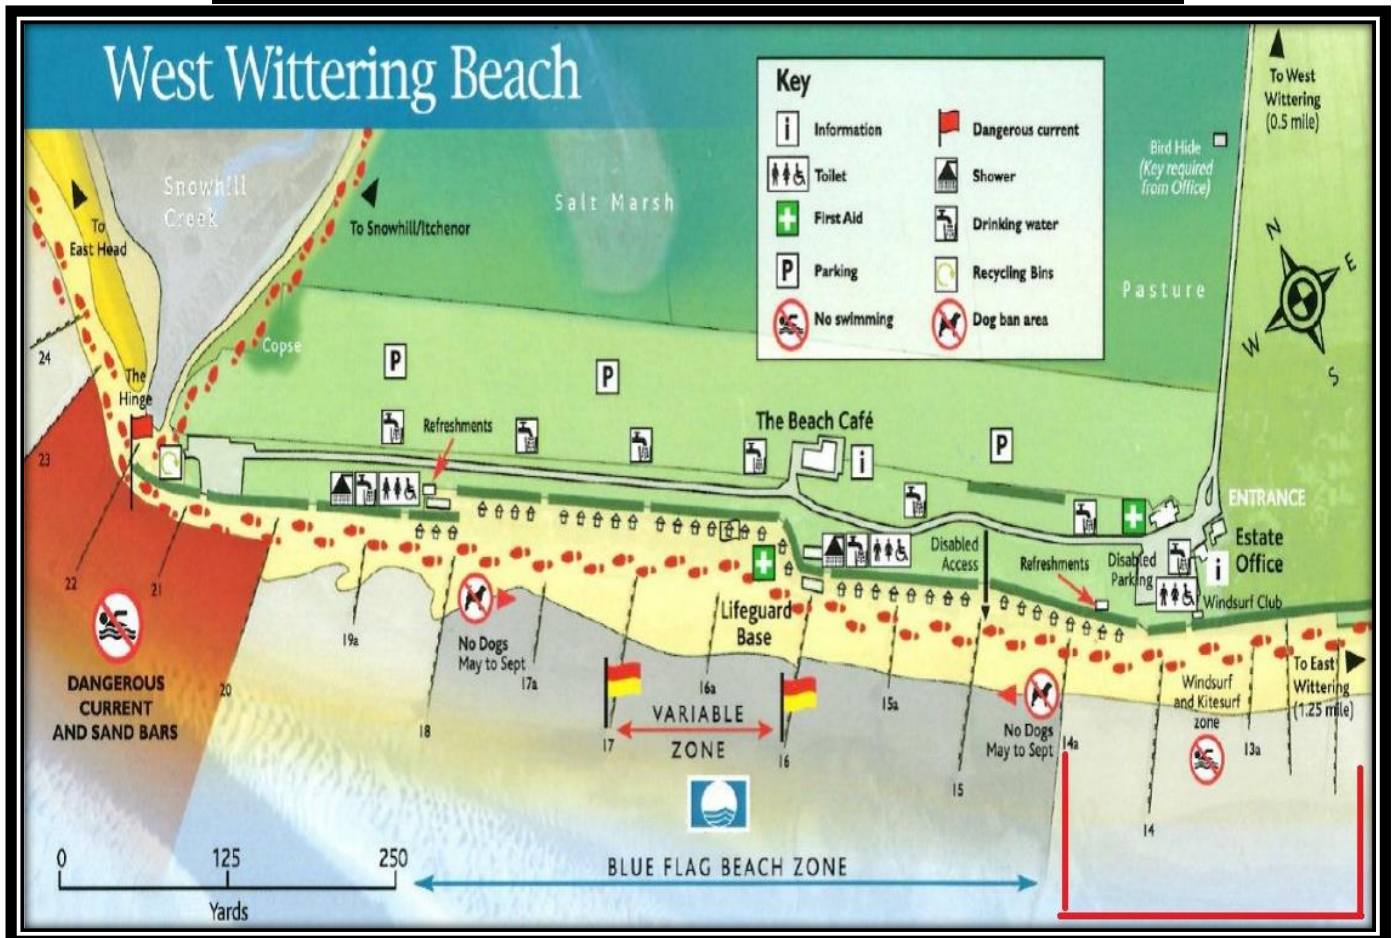 West Wittering Beach
Key
i
Information
Dangerous current
Toilet
Shower
First Aid
Drinking water
P
Parking
Recycling Bins
No swimming
Dog ban area
To West
Wittering
(0.5 mile)
Bird Hide
(Key required
from Office)
N
E
W
S
Pasture
Snowhill
Creek
Salt Marsh
To
East Head
To Snowhill/Itchenor
Copse
24
The
Hinge
P
P
P
Refreshments
The Beach Café
i
ENTRANCE
Estate
Office
i
Disabled
Access
Refreshments
Disabled
Parking
Windsurf Club
23
22
21
20
19a
18
No Dogs
May to Sept
17a
17
16a
16
15a
15
14a
14
13a
Lifeguard
Base
VARIABLE
ZONE
No Dogs
May to Sept
Windsurf
and Kitesurf
zone
To East
Wittering
(1.25 mile)
DANGEROUS
CURRENT
AND SAND BARS
BLUE FLAG BEACH ZONE
0
125
250
Yards